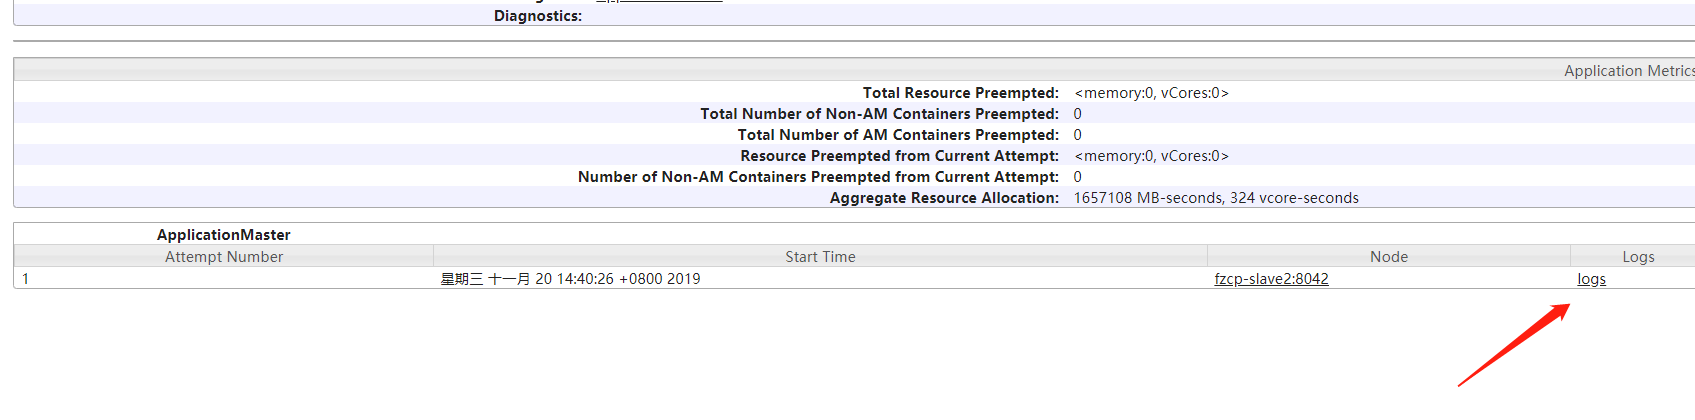 Diagnostics:
Application Metrics
Total Resource Preempted: <memory:0, vCores:0>
Total Number of Non-AM Containers Preempted: 0
Total Number of AM Containers Preempted: 0
Resource Preempted from Current Attempt: <memory:0, vCores:0>
Number of Non-AM Containers Preempted from Current Attempt: 0
Aggregate Resource Allocation: 1657108 MB-seconds, 324 vcore-seconds
ApplicationMaster
Attempt Number Start Time Node Logs
1 星期三 十一月 20 14:40:26 +0800 2019 fzcp-slave2:8042 logs